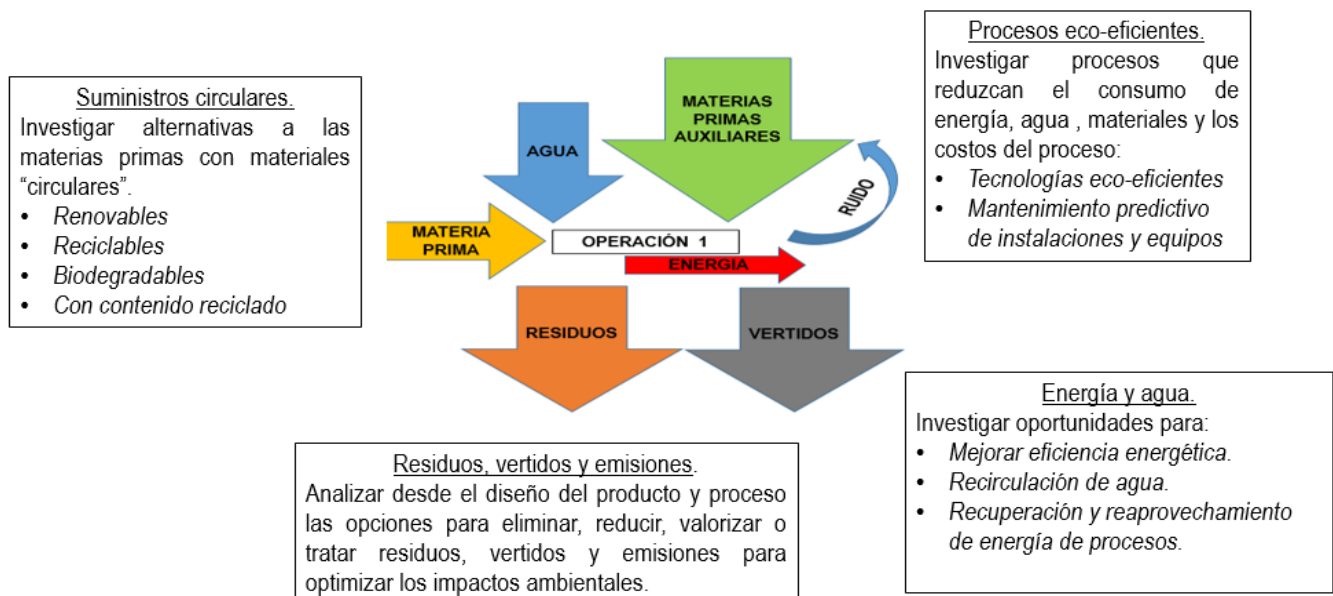 Suministros circulares.
Investigar alternativas a las
materias primas con materiales
“circulares”.
• Renovables
• Reciclables
• Biodegradables
• Con contenido reciclado
AGUA
MATERIAS
PRIMAS
AUXILIARES
RUIDO
MATERIA
PRIMA
OPERACIÓN 1
ENERGIA
RESIDUOS
VERTIDOS
Procesos eco-eficientes.
Investigar procesos que
reduzcan el consumo de
energía, agua , materiales y los
costos del proceso:
• Tecnologías eco-eficientes
• Mantenimiento predictivo
de instalaciones y equipos
Residuos, vertidos y emisiones.
Analizar desde el diseño del producto y proceso
las opciones para eliminar, reducir, valorizar o
tratar residuos, vertidos y emisiones para
optimizar los impactos ambientales.
Energía y agua.
Investigar oportunidades para:
• Mejorar eficiencia energética.
• Recirculación de agua.
• Recuperación y reaprovechamiento
de energía de procesos.